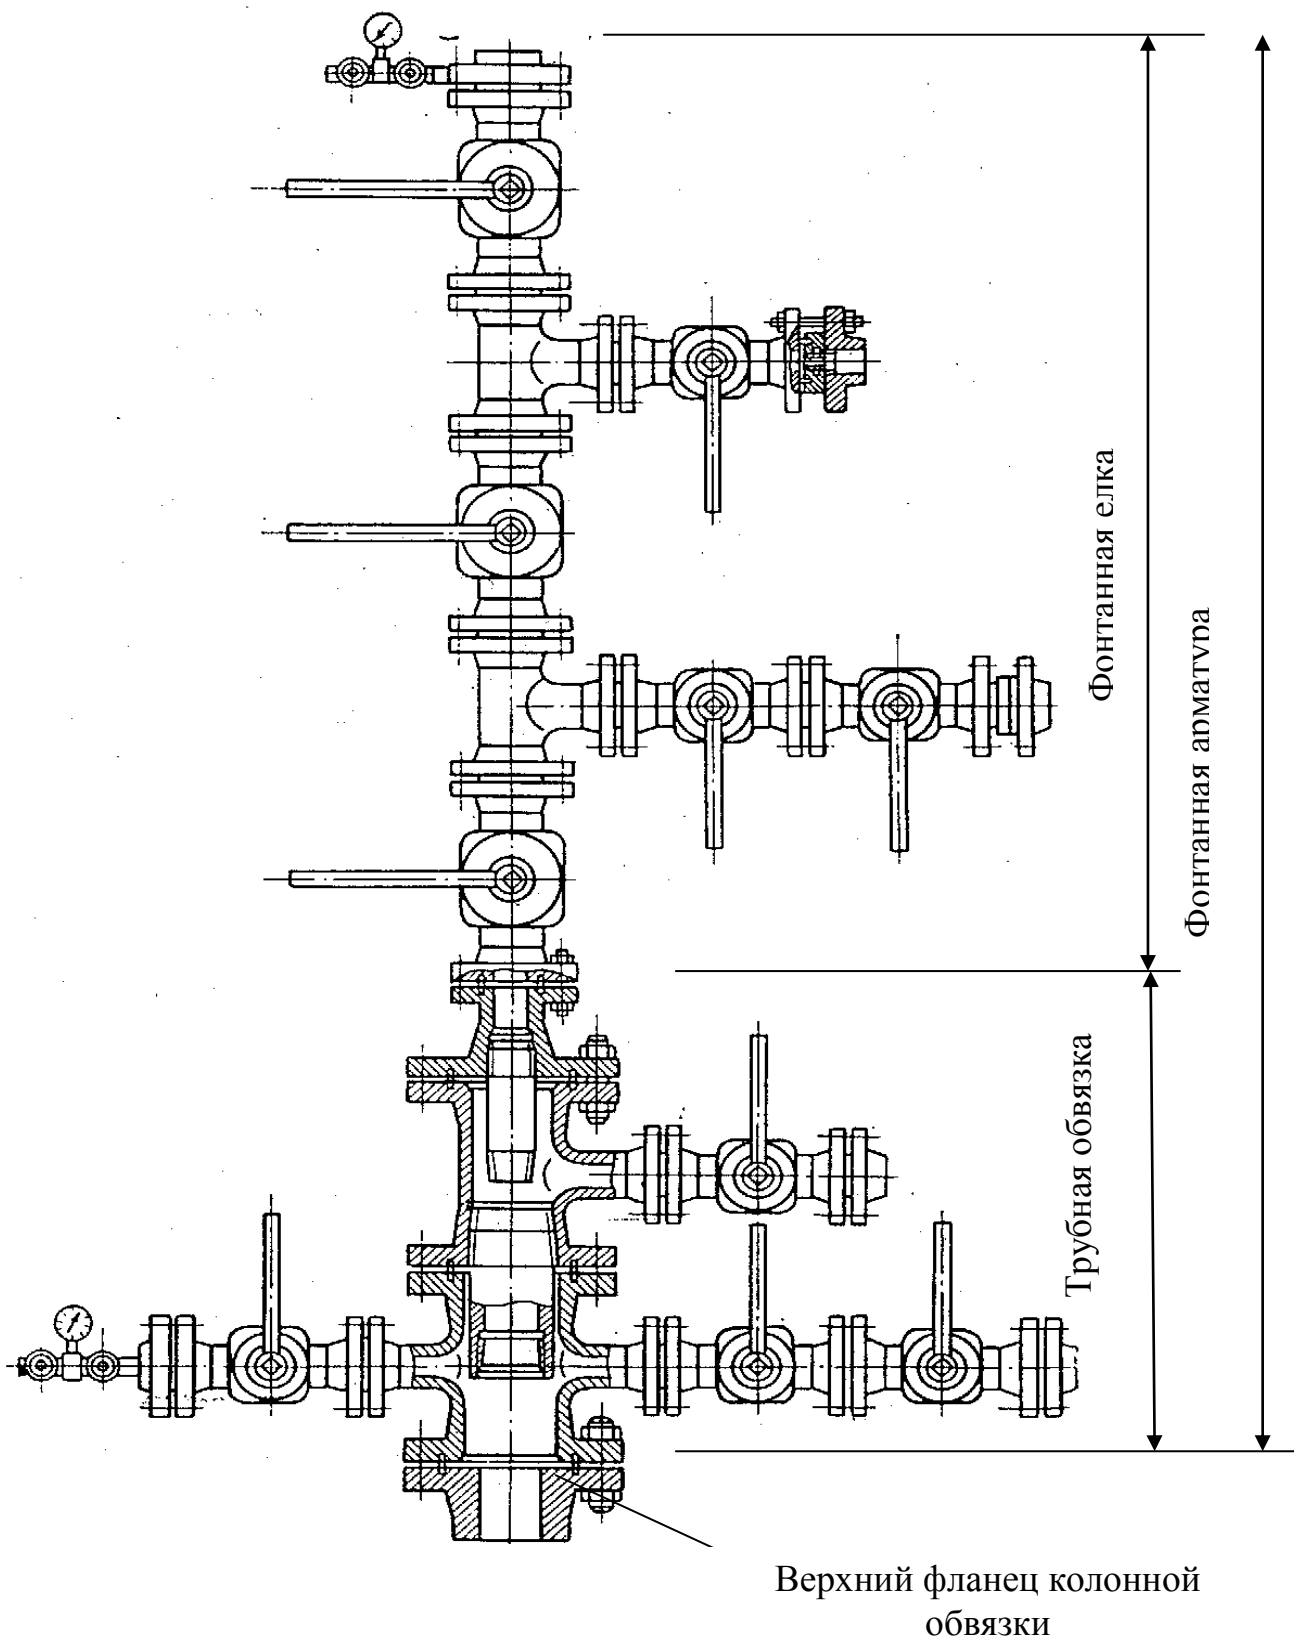 Фонтанная елка
Фонтанная арматура
Трубная обвязка
Верхний фланец колонной
обвязки